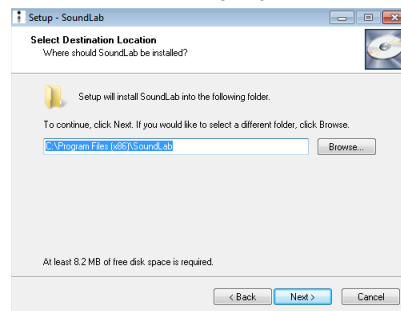 Setup - SoundLab
Select Destination Location
Where should SoundLab be installed?
Setup will install SoundLab into the following folder.
To continue, click Next. If you would like to select a different folder, click Browse.
C:\Program Files (x86)\SoundLab
Browse...
At least 8.2 MB of free disk space is required.
< Back
Next >
Cancel